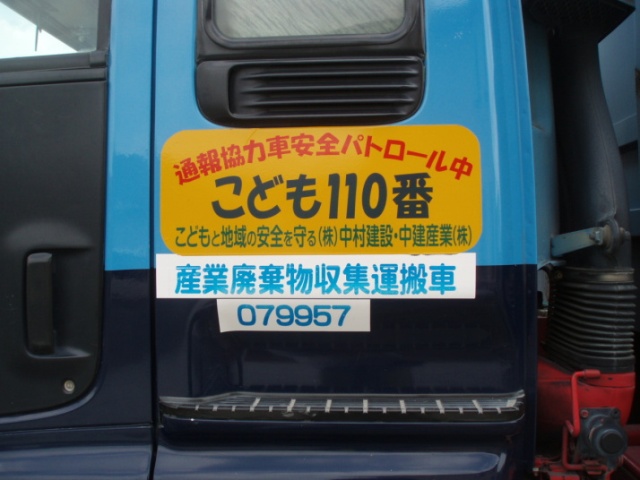 通報協力車安全パトロール中
こども110番
こどもと地域の安全を守る(株)中村建設・中建産業(株)
産業廃棄物収集運搬車
079957